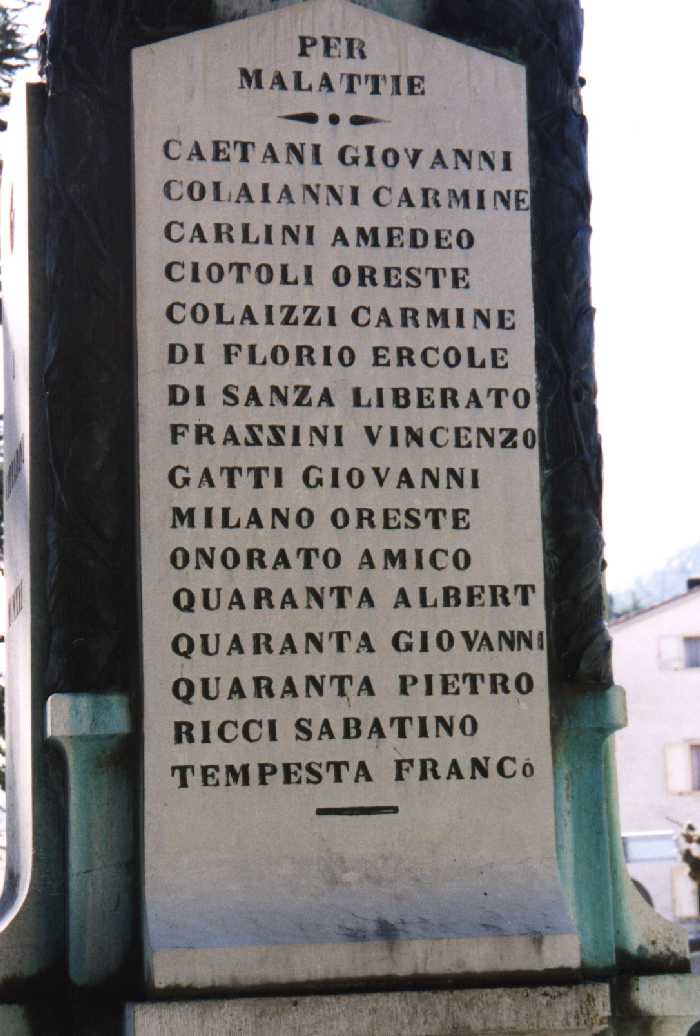 PER
MALATTIE
CAETANI GIOVANNI
COLAIANNI CARMINE
CARLINI AMEDEO
CIOTOLI ORESTE
COLAIZZI CARMINE
DI FLORIO ERCOLE
DI SANZA LIBERATO
FRASSINI VINCENZO
GATTI GIOVANNI
MILANO ORESTE
ONORATO AMICO
QUARANTA ALBERT
QUARANTA GIOVANNI
QUARANTA PIETRO
RICCI SABATINO
TEMPESTA FRANCO